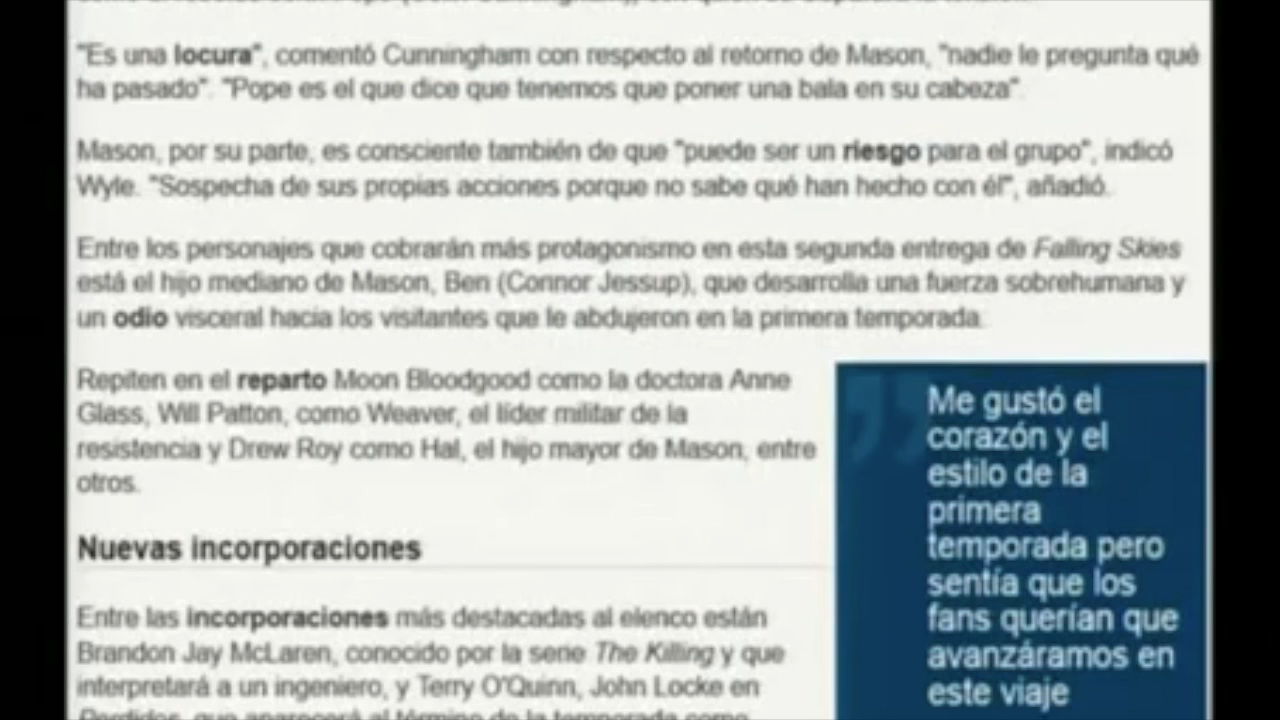 "Es una locura", comentó Cunningham con respecto al retorno de Mason, "nadie le pregunta qué
ha pasado". "Pope es el que dice que tenemos que poner una bala en su cabeza".
Mason, por su parte, es consciente también de que "puede ser un riesgo para el grupo", indicó
Wyle. "Sospecha de sus propias acciones porque no sabe qué han hecho con él", añadió.
Entre los personajes que cobrarán más protagonismo en esta segunda entrega de Falling Skies
está el hijo mediano de Mason, Ben (Connor Jessup), que desarrolla una fuerza sobrehumana y
un odio visceral hacia los visitantes que le abdujeron en la primera temporada.
Repiten en el reparto Moon Bloodgood como la doctora Anne
Glass, Will Patton, como Weaver, el líder militar de la
resistencia y Drew Roy como Hal, el hijo mayor de Mason, entre
otros.
Nuevas incorporaciones
Entre las incorporaciones más destacadas al elenco están
Brandon Jay McLaren, conocido por la serie The Killing y que
interpretará a un ingeniero, y Terry O'Quinn, John Locke en
Perdidos, que aparecerá al término de la temporada como
Me gustó el
corazón y el
estilo de la
primera
temporada pero
sentía que los
fans querían que
avanzáramos en
este viaje